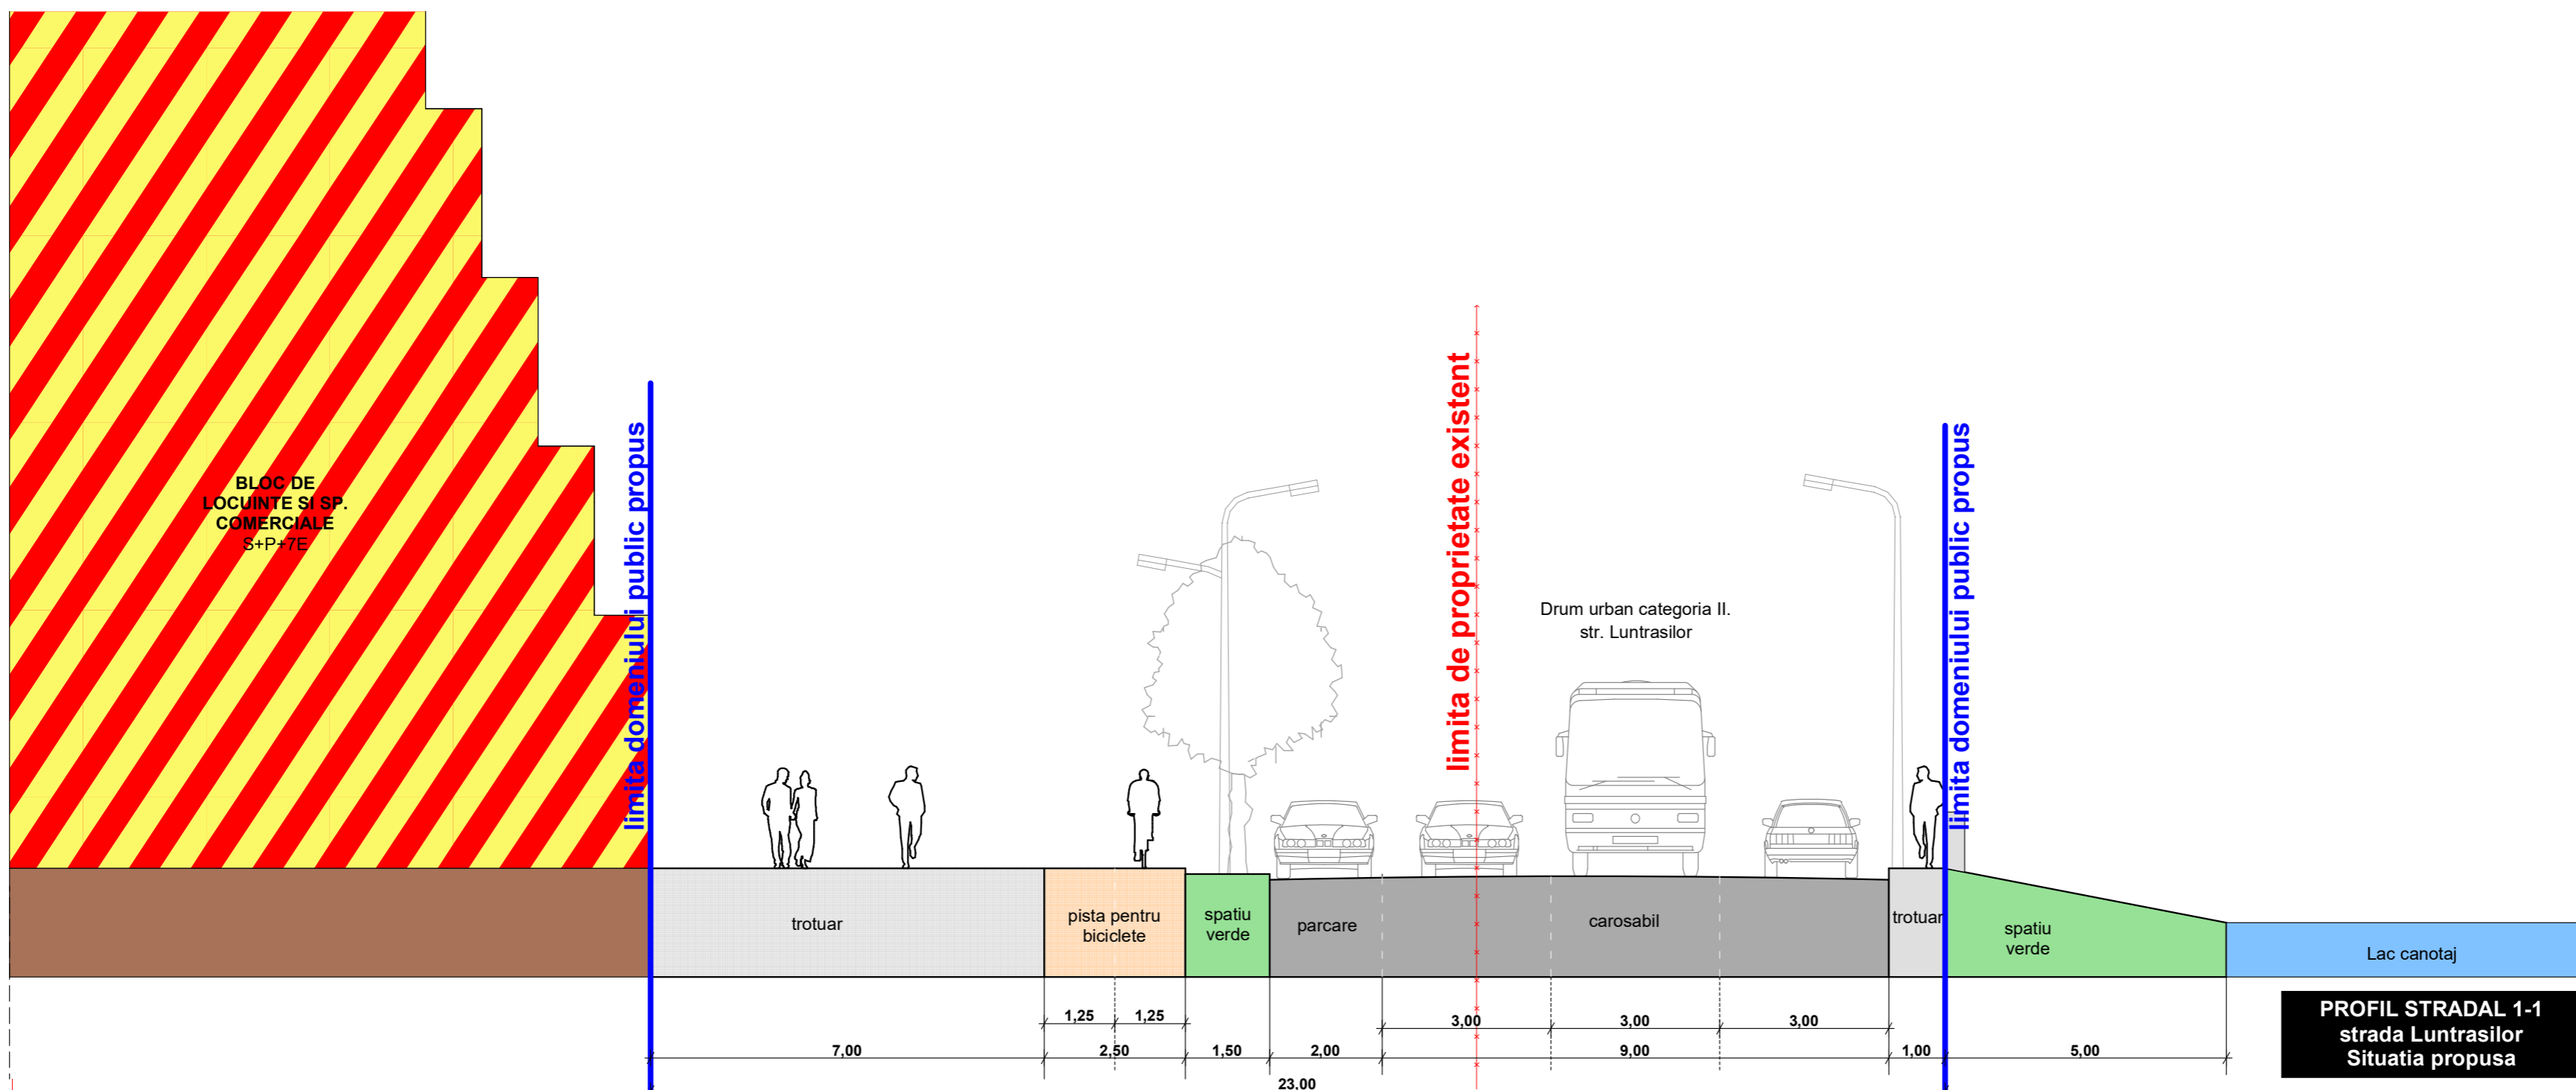 BLOC DE
LOCUINTE SI SP.
COMERCIALE
S+P+7E
limita domeniului public propus
limita de proprietate existent
Drum urban categoria II.
str. Luntrasilor
limita domeniului public propus
trotuar
pista pentru
biciclete
spatiu
verde
parcare
carosabil
trotuar
spatiu
verde
Lac canotaj
1,25 1,25 3,00 3,00 3,00
7,00 2,50 1,50 2,00 9,00 1,00 5,00
23,00
PROFIL STRADAL 1-1
strada Luntrasilor
Situatia propusa